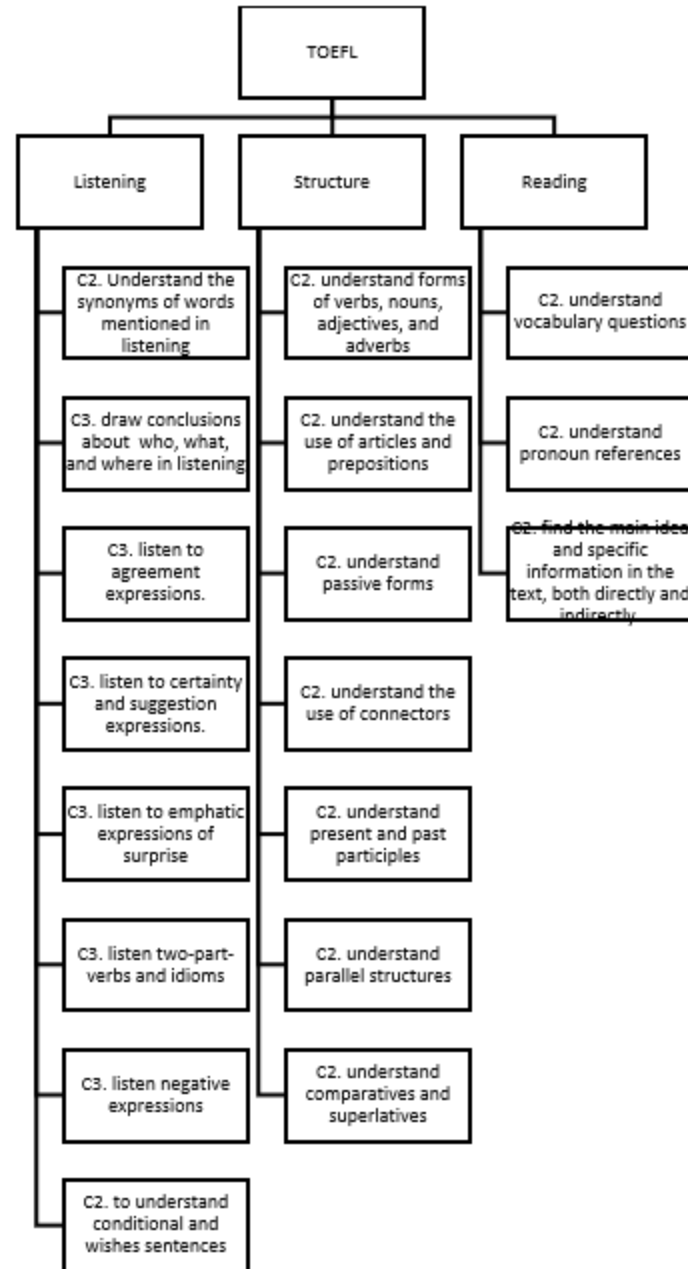 TOEFL
Listening
Structure
Reading
C2. Understand the
synonyms of words
mentioned in
listening
C3. draw conclusions
about who, what,
and where in listening
C3. listen to
agreement
expressions.
C3. listen to certainty
and suggestion
expressions.
C3. listen to emphatic
expressions of
surprise
C3. listen two-part-
verbs and idioms
C3. listen negative
expressions
C2. to understand
conditional and
wishes sentences
C2. understand forms
of verbs, nouns,
adjectives, and
adverbs
C2. understand the
use of articles and
prepositions
C2. understand
passive forms
C2. understand the
use of connectors
C2. understand
present and past
participles
C2. understand
parallel structures
C2. understand
comparatives and
superlatives
C2. understand
vocabulary questions
C2. understand
pronoun references
C2. find the main idea
and specific
information in the
text, both directly and
indirectly